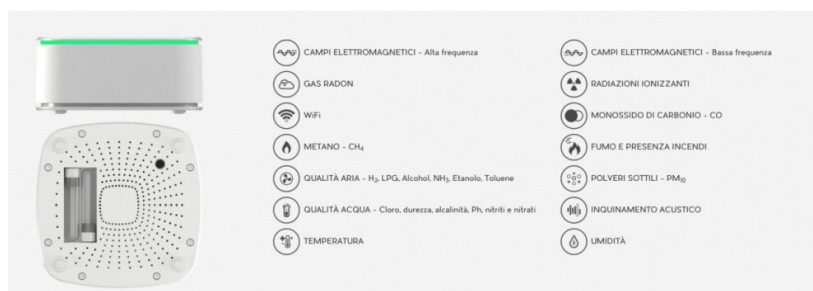 CAMPI ELETTROMAGNETICI - Alta frequenza
GAS RADON
WiFi
METANO - CH₄
QUALITÀ ARIA - H₂, LPG, Alcohol, NH₃, Etanolo, Toluene
QUALITÀ ACQUA - Cloro, durezza, alcalinità, Ph, nitriti e nitrati
TEMPERATURA
CAMPI ELETTROMAGNETICI - Bassa frequenza
RADIAZIONI IONIZZANTI
MONOSSIDO DI CARBONIO - CO
FUMO E PRESENZA INCENDI
POLVERI SOTTILI - PM₁₀
INQUINAMENTO ACUSTICO
UMIDITÀ